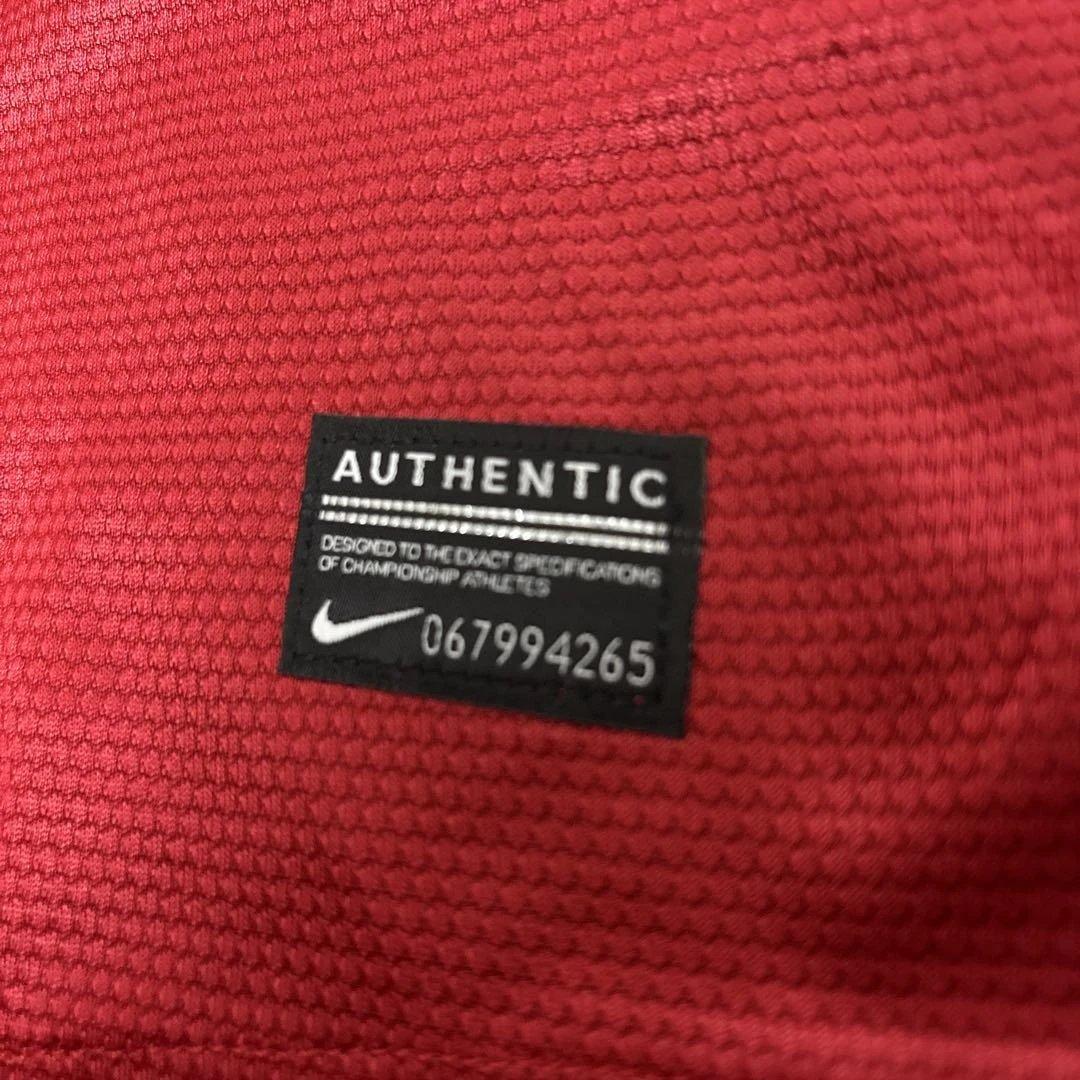 AUTHENTIC
DESIGNED TO THE EXACT SPECIFICATIONS
OF CHAMPIONSHIP ATHLETES
067994265